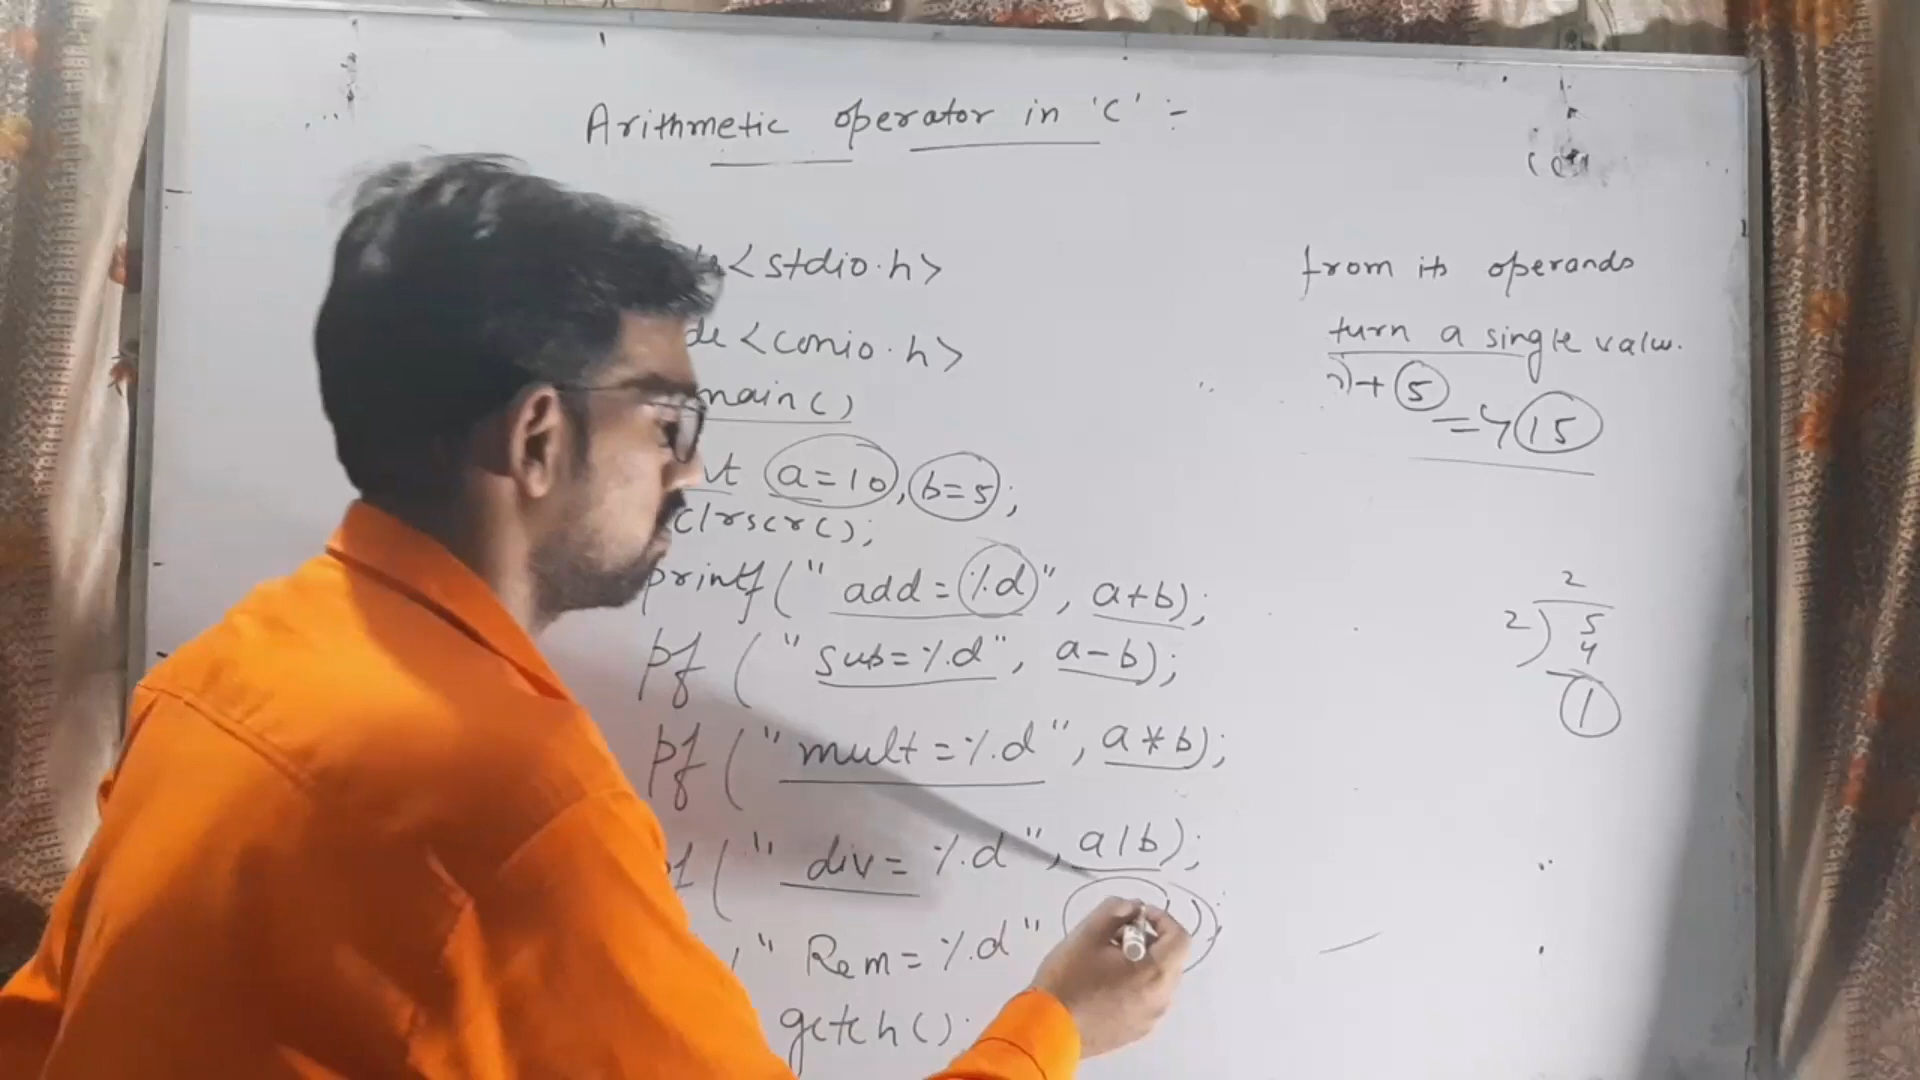 Arithmetic operator in 'C' :-
<stdio.h>
de <conio.h>
main()
a=10, b=5;
clrscr();
printf(" add = %d ", a+b);
pf ( " sub = %d ", a-b);
pf ( " mult = %d ", a*b);
( " div = %d ", a/b);
" Rem = %d "
getch();
from its operands
turn a single value.
+ 5
=> 15
2
2) 5
4
1